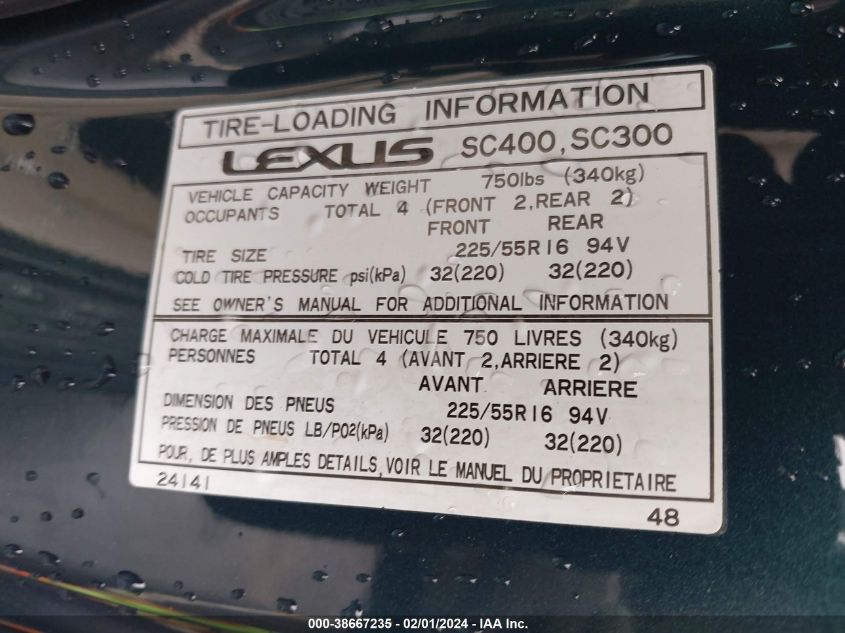 TIRE-LOADING INFORMATION
LEXUS SC400, SC300
VEHICLE CAPACITY WEIGHT 750lbs (340kg)
OCCUPANTS TOTAL 4 (FRONT 2, REAR 2)
FRONT REAR
TIRE SIZE 225/55R16 94V
COLD TIRE PRESSURE psi(kPa) 32(220) 32(220)
SEE OWNER'S MANUAL FOR ADDITIONAL INFORMATION
CHARGE MAXIMALE DU VEHICULE 750 LIVRES (340kg)
PERSONNES TOTAL 4 (AVANT 2, ARRIERE 2)
AVANT ARRIERE
DIMENSION DES PNEUS 225/55R16 94V
PRESSION DE PNEUS LB/PO2(kPa) 32(220) 32(220)
POUR, DE PLUS AMPLES DETAILS, VOIR LE MANUEL DU PROPRIETAIRE
24141
48
000-38667235 - 02/01/2024 - IAA Inc.